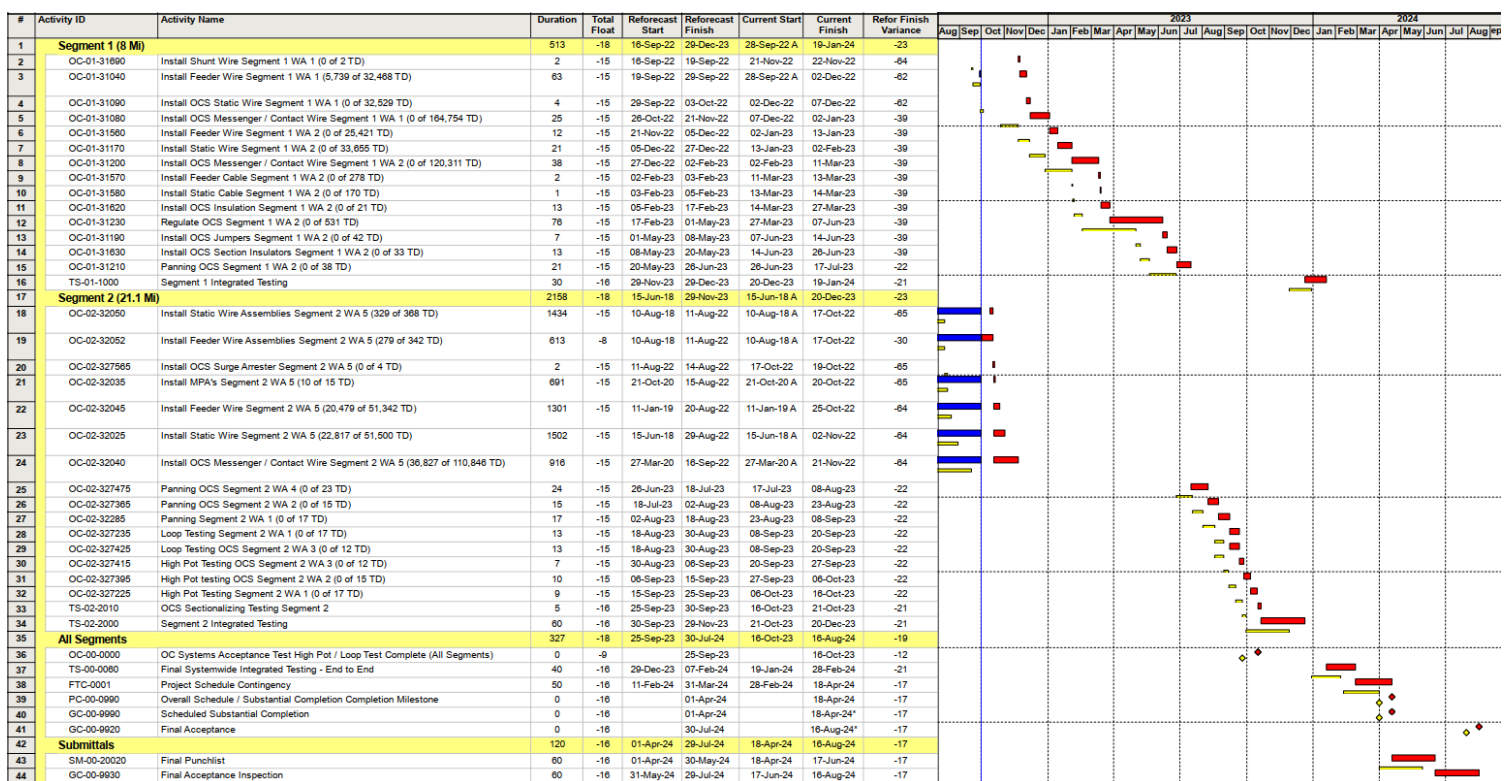 # Activity ID Activity Name Duration Total Float Reforecast Start Reforecast Finish Current Start Current Finish Refor Finish Variance 2023 2024
Aug Sep Oct Nov Dec Jan Feb Mar Apr May Jun Jul Aug Sep Oct Nov Dec Jan Feb Mar Apr May Jun Jul Aug ep
1 Segment 1 (8 Mi) 513 -18 16-Sep-22 29-Dec-23 28-Sep-22 A 19-Jan-24 -23
2 OC-01-31690 Install Shunt Wire Segment 1 WA 1 (0 of 2 TD) 2 -15 16-Sep-22 19-Sep-22 21-Nov-22 22-Nov-22 -64
3 OC-01-31040 Install Feeder Wire Segment 1 WA 1 (5,739 of 32,468 TD) 63 -15 19-Sep-22 29-Sep-22 28-Sep-22 A 02-Dec-22 -62
4 OC-01-31090 Install OCS Static Wire Segment 1 WA 1 (0 of 32,529 TD) 4 -15 29-Sep-22 03-Oct-22 02-Dec-22 07-Dec-22 -62
5 OC-01-31080 Install OCS Messenger / Contact Wire Segment 1 WA 1 (0 of 164,754 TD) 25 -15 26-Oct-22 21-Nov-22 07-Dec-22 02-Jan-23 -39
6 OC-01-31560 Install Feeder Wire Segment 1 WA 2 (0 of 25,421 TD) 12 -15 21-Nov-22 05-Dec-22 02-Jan-23 13-Jan-23 -39
7 OC-01-31170 Install Static Wire Segment 1 WA 2 (0 of 33,655 TD) 21 -15 05-Dec-22 27-Dec-22 13-Jan-23 02-Feb-23 -39
8 OC-01-31200 Install OCS Messenger / Contact Wire Segment 1 WA 2 (0 of 120,311 TD) 38 -15 27-Dec-22 02-Feb-23 02-Feb-23 11-Mar-23 -39
9 OC-01-31570 Install Feeder Cable Segment 1 WA 2 (0 of 278 TD) 2 -15 02-Feb-23 03-Feb-23 11-Mar-23 13-Mar-23 -39
10 OC-01-31580 Install Static Cable Segment 1 WA 2 (0 of 170 TD) 1 -15 03-Feb-23 05-Feb-23 13-Mar-23 14-Mar-23 -39
11 OC-01-31620 Install OCS Insulation Segment 1 WA 2 (0 of 21 TD) 13 -15 05-Feb-23 17-Feb-23 14-Mar-23 27-Mar-23 -39
12 OC-01-31230 Regulate OCS Segment 1 WA 2 (0 of 531 TD) 76 -15 17-Feb-23 01-May-23 27-Mar-23 07-Jun-23 -39
13 OC-01-31190 Install OCS Jumpers Segment 1 WA 2 (0 of 42 TD) 7 -15 01-May-23 08-May-23 07-Jun-23 14-Jun-23 -39
14 OC-01-31630 Install OCS Section Insulators Segment 1 WA 2 (0 of 33 TD) 13 -15 08-May-23 20-May-23 14-Jun-23 26-Jun-23 -39
15 OC-01-31210 Panning OCS Segment 1 WA 2 (0 of 38 TD) 21 -15 20-May-23 26-Jun-23 26-Jun-23 17-Jul-23 -22
16 TS-01-1000 Segment 1 Integrated Testing 30 -16 29-Nov-23 29-Dec-23 20-Dec-23 19-Jan-24 -21
17 Segment 2 (21.1 Mi) 2158 -18 15-Jun-18 29-Nov-23 15-Jun-18 A 20-Dec-23 -23
18 OC-02-32050 Install Static Wire Assemblies Segment 2 WA 5 (329 of 368 TD) 1434 -15 10-Aug-18 11-Aug-22 10-Aug-18 A 17-Oct-22 -65
19 OC-02-32052 Install Feeder Wire Assemblies Segment 2 WA 5 (279 of 342 TD) 613 -8 10-Aug-18 11-Aug-22 10-Aug-18 A 17-Oct-22 -30
20 OC-02-327565 Install OCS Surge Arrester Segment 2 WA 5 (0 of 4 TD) 2 -15 11-Aug-22 14-Aug-22 17-Oct-22 19-Oct-22 -65
21 OC-02-32035 Install MPA's Segment 2 WA 5 (10 of 15 TD) 691 -15 21-Oct-20 15-Aug-22 21-Oct-20 A 20-Oct-22 -65
22 OC-02-32045 Install Feeder Wire Segment 2 WA 5 (20,479 of 51,342 TD) 1301 -15 11-Jan-19 20-Aug-22 11-Jan-19 A 25-Oct-22 -64
23 OC-02-32025 Install Static Wire Segment 2 WA 5 (22,817 of 51,500 TD) 1502 -15 15-Jun-18 29-Aug-22 15-Jun-18 A 02-Nov-22 -64
24 OC-02-32040 Install OCS Messenger / Contact Wire Segment 2 WA 5 (36,827 of 110,846 TD) 916 -15 27-Mar-20 16-Sep-22 27-Mar-20 A 21-Nov-22 -64
25 OC-02-327475 Panning OCS Segment 2 WA 4 (0 of 23 TD) 24 -15 26-Jun-23 18-Jul-23 17-Jul-23 08-Aug-23 -22
26 OC-02-327365 Panning OCS Segment 2 WA 2 (0 of 15 TD) 15 -15 18-Jul-23 02-Aug-23 08-Aug-23 23-Aug-23 -22
27 OC-02-32285 Panning Segment 2 WA 1 (0 of 17 TD) 17 -15 02-Aug-23 18-Aug-23 23-Aug-23 08-Sep-23 -22
28 OC-02-327235 Loop Testing Segment 2 WA 1 (0 of 17 TD) 13 -15 18-Aug-23 30-Aug-23 08-Sep-23 20-Sep-23 -22
29 OC-02-327425 Loop Testing OCS Segment 2 WA 3 (0 of 12 TD) 13 -15 18-Aug-23 30-Aug-23 08-Sep-23 20-Sep-23 -22
30 OC-02-327415 High Pot Testing OCS Segment 2 WA 3 (0 of 12 TD) 7 -15 30-Aug-23 06-Sep-23 20-Sep-23 27-Sep-23 -22
31 OC-02-327395 High Pot testing OCS Segment 2 WA 2 (0 of 15 TD) 10 -15 06-Sep-23 15-Sep-23 27-Sep-23 06-Oct-23 -22
32 OC-02-327225 High Pot Testing Segment 2 WA 1 (0 of 17 TD) 9 -15 15-Sep-23 25-Sep-23 06-Oct-23 16-Oct-23 -22
33 TS-02-2010 OCS Sectionalizing Testing Segment 2 5 -16 25-Sep-23 30-Sep-23 16-Oct-23 21-Oct-23 -21
34 TS-02-2000 Segment 2 Integrated Testing 60 -16 30-Sep-23 29-Nov-23 21-Oct-23 20-Dec-23 -21
35 All Segments 327 -18 25-Sep-23 30-Jul-24 16-Oct-23 16-Aug-24 -19
36 OC-00-0000 OC Systems Acceptance Test High Pot / Loop Test Complete (All Segments) 0 -9 25-Sep-23 16-Oct-23 -12
37 TS-00-0060 Final Systemwide Integrated Testing - End to End 40 -16 29-Dec-23 07-Feb-24 19-Jan-24 28-Feb-24 -21
38 FTC-0001 Project Schedule Contingency 50 -16 11-Feb-24 31-Mar-24 28-Feb-24 18-Apr-24 -17
39 PC-00-0990 Overall Schedule / Substantial Completion Completion Milestone 0 -16 01-Apr-24 18-Apr-24 -17
40 GC-00-9990 Scheduled Substantial Completion 0 -16 01-Apr-24 18-Apr-24* -17
41 GC-00-9920 Final Acceptance 0 -16 30-Jul-24 16-Aug-24* -17
42 Submittals 120 -16 01-Apr-24 29-Jul-24 18-Apr-24 16-Aug-24 -17
43 SM-00-20020 Final Punchlist 60 -16 01-Apr-24 30-May-24 18-Apr-24 17-Jun-24 -17
44 GC-00-9930 Final Acceptance Inspection 60 -16 31-May-24 29-Jul-24 17-Jun-24 16-Aug-24 -17